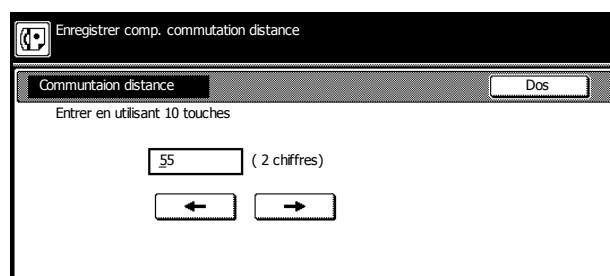 Enregistrer comp. commutation distance
Communtaion distance
Dos
Entrer en utilisant 10 touches
55 ( 2 chiffres)